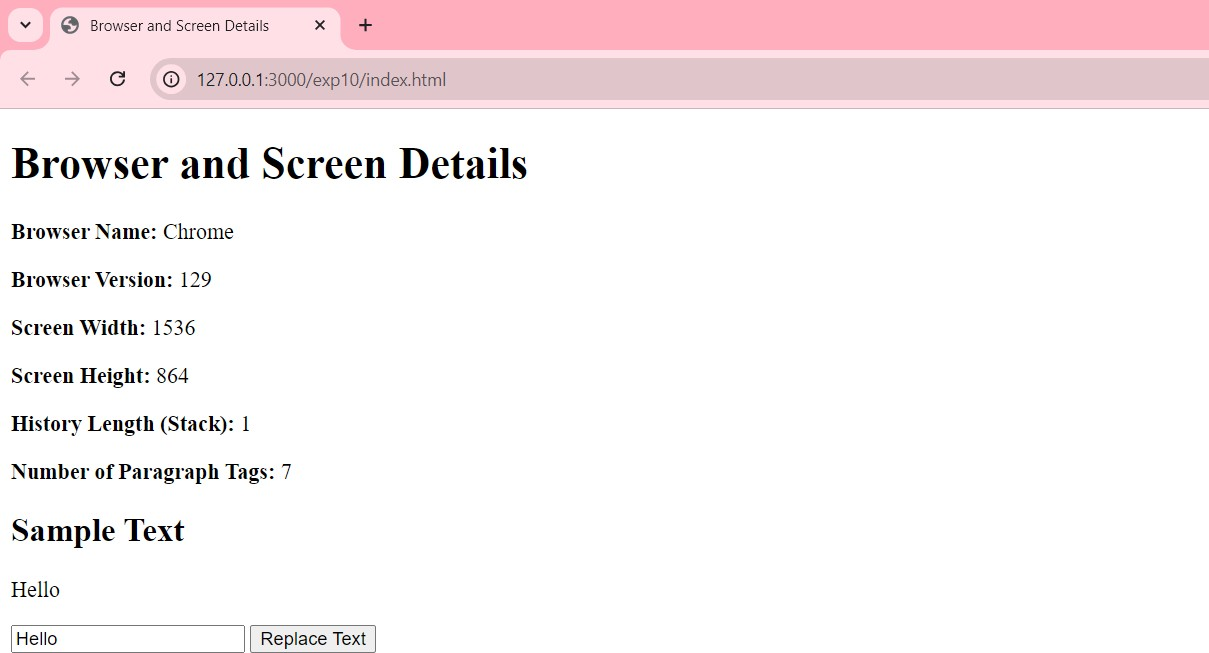 Browser and Screen Details
127.0.0.1:3000/exp10/index.html
Browser and Screen Details
Browser Name: Chrome
Browser Version: 129
Screen Width: 1536
Screen Height: 864
History Length (Stack): 1
Number of Paragraph Tags: 7
Sample Text
Hello
Hello Replace Text